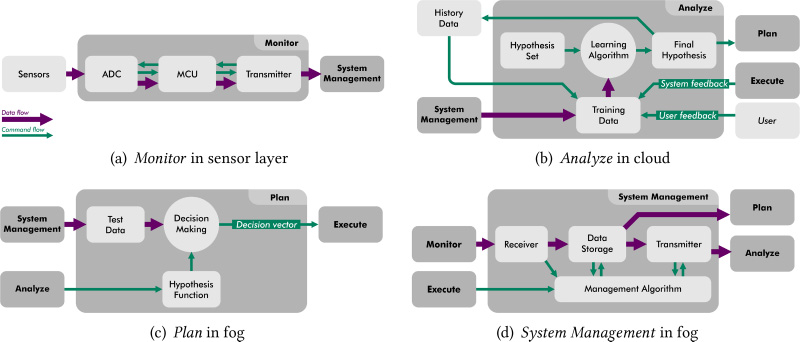 Monitor
Sensors
ADC
MCU
Transmitter
System
Management
Data flow
Command flow
(a) Monitor in sensor layer
History
Data
Analyze
Hypothesis
Set
Learning
Algorithm
Final
Hypothesis
Plan
System feedback
Execute
System
Management
Training
Data
User feedback
User
(b) Analyze in cloud
Plan
System
Management
Test
Data
Decision
Making
Decision vector
Execute
Analyze
Hypothesis
Function
(c) Plan in fog
System Management
Plan
Monitor
Receiver
Data
Storage
Transmitter
Analyze
Execute
Management Algorithm
(d) System Management in fog